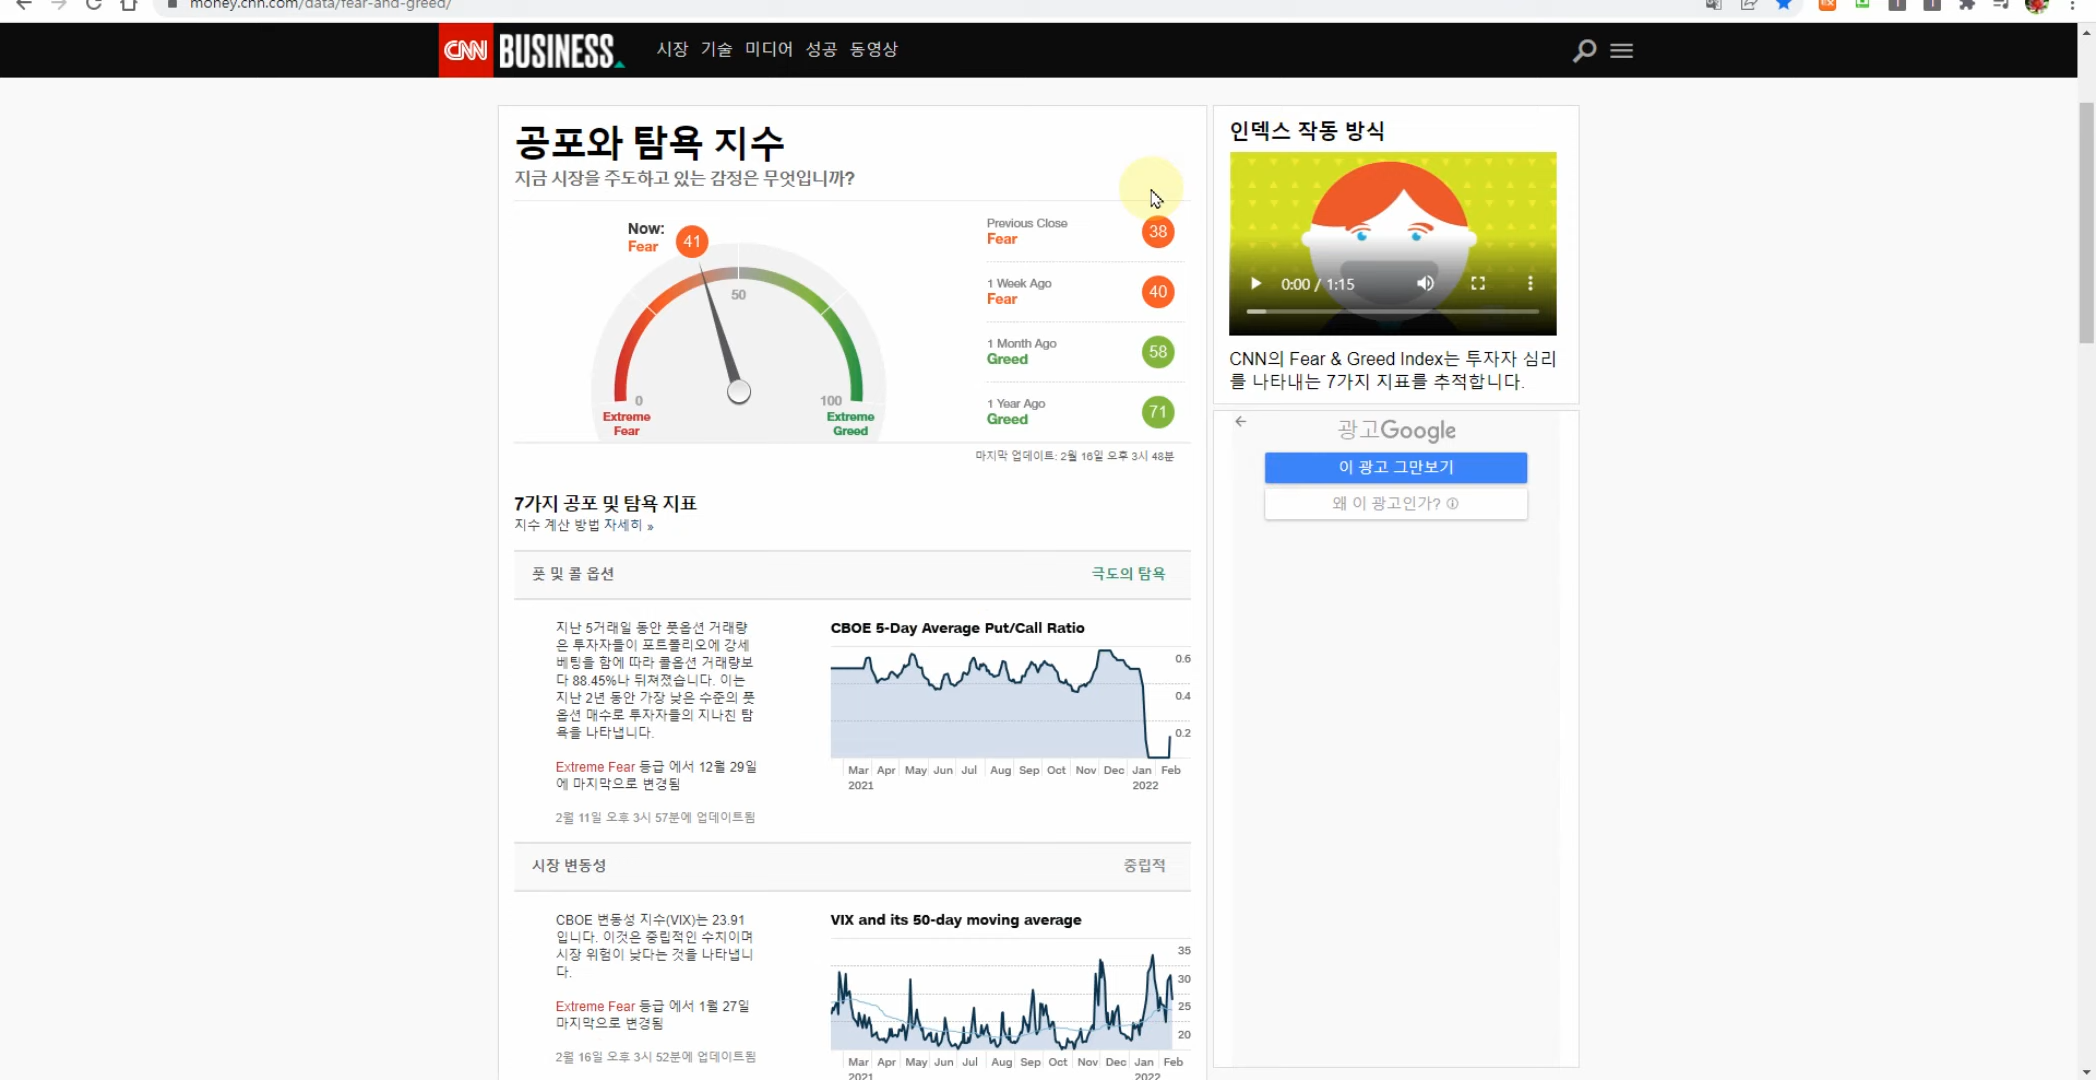 money.cnn.com/data/fear-and-greed/
CNN BUSINESS 시장 기술 미디어 성공 동영상
공포와 탐욕 지수
지금 시장을 주도하고 있는 감정은 무엇입니까?
Now:
Fear
41
50
0
Extreme
Fear
100
Extreme
Greed
Previous Close
Fear
38
1 Week Ago
Fear
40
1 Month Ago
Greed
58
1 Year Ago
Greed
71
마지막 업데이트: 2월 16일 오후 3시 48분
7가지 공포 및 탐욕 지표
지수 계산 방법 자세히 »
풋 및 콜 옵션
극도의 탐욕
지난 5거래일 동안 풋옵션 거래량
은 투자자들이 포트폴리오에 강세
베팅을 함에 따라 콜옵션 거래량보
다 88.45%나 뒤쳐졌습니다. 이는
지난 2년 동안 가장 낮은 수준의 풋
옵션 매수로 투자자들의 지나친 탐
욕을 나타냅니다.
Extreme Fear 등급 에서 12월 29일
에 마지막으로 변경됨
2월 11일 오후 3시 57분에 업데이트됨
CBOE 5-Day Average Put/Call Ratio
0.6
0.4
0.2
Mar Apr May Jun Jul Aug Sep Oct Nov Dec Jan Feb
2021 2022
시장 변동성
중립적
CBOE 변동성 지수(VIX)는 23.91
입니다. 이것은 중립적인 수치이며
시장 위험이 낮다는 것을 나타냅니
다.
Extreme Fear 등급 에서 1월 27일
마지막으로 변경됨
2월 16일 오후 3시 52분에 업데이트됨
VIX and its 50-day moving average
35
30
25
20
Mar Apr May Jun Jul Aug Sep Oct Nov Dec Jan Feb
2021 2022
인덱스 작동 방식
0:00 / 1:15
CNN의 Fear & Greed Index는 투자자 심리
를 나타내는 7가지 지표를 추적합니다.
광고Google
이 광고 그만보기
왜 이 광고인가?